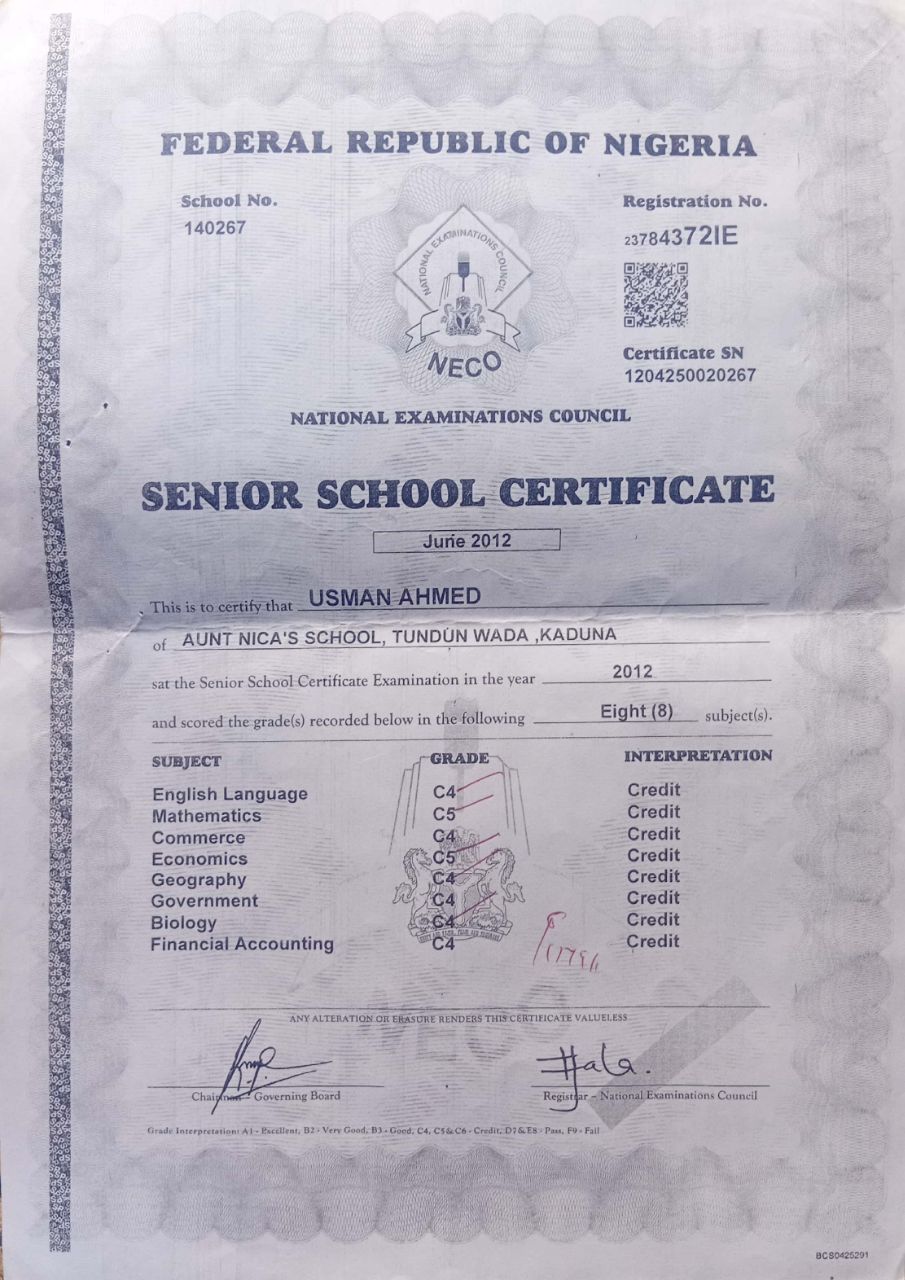 FEDERAL REPUBLIC OF NIGERIA
School No.
140267
Registration No.
23784372IE
NATIONAL EXAMINATIONS COUNCIL
NECO
Certificate SN
1204250020267
NATIONAL EXAMINATIONS COUNCIL
SENIOR SCHOOL CERTIFICATE
June 2012
This is to certify that USMAN AHMED
of AUNT NICA'S SCHOOL, TUNDUN WADA ,KADUNA
sat the Senior School Certificate Examination in the year 2012
and scored the grade(s) recorded below in the following Eight (8) subject(s).
SUBJECT GRADE INTERPRETATION
English Language C4 Credit
Mathematics C5 Credit
Commerce C4 Credit
Economics C5 Credit
Geography C4 Credit
Government C4 Credit
Biology C4 Credit
Financial Accounting C4 Credit
ANY ALTERATION OR ERASURE RENDERS THIS CERTIFICATE VALUELESS
Chairman – Governing Board
Registrar – National Examinations Council
Grade Interpretation: A1 - Excellent, B2 - Very Good, B3 - Good, C4, C5 & C6 - Credit, D7 & E8 - Pass, F9 - Fail
NECO
BCS0425291